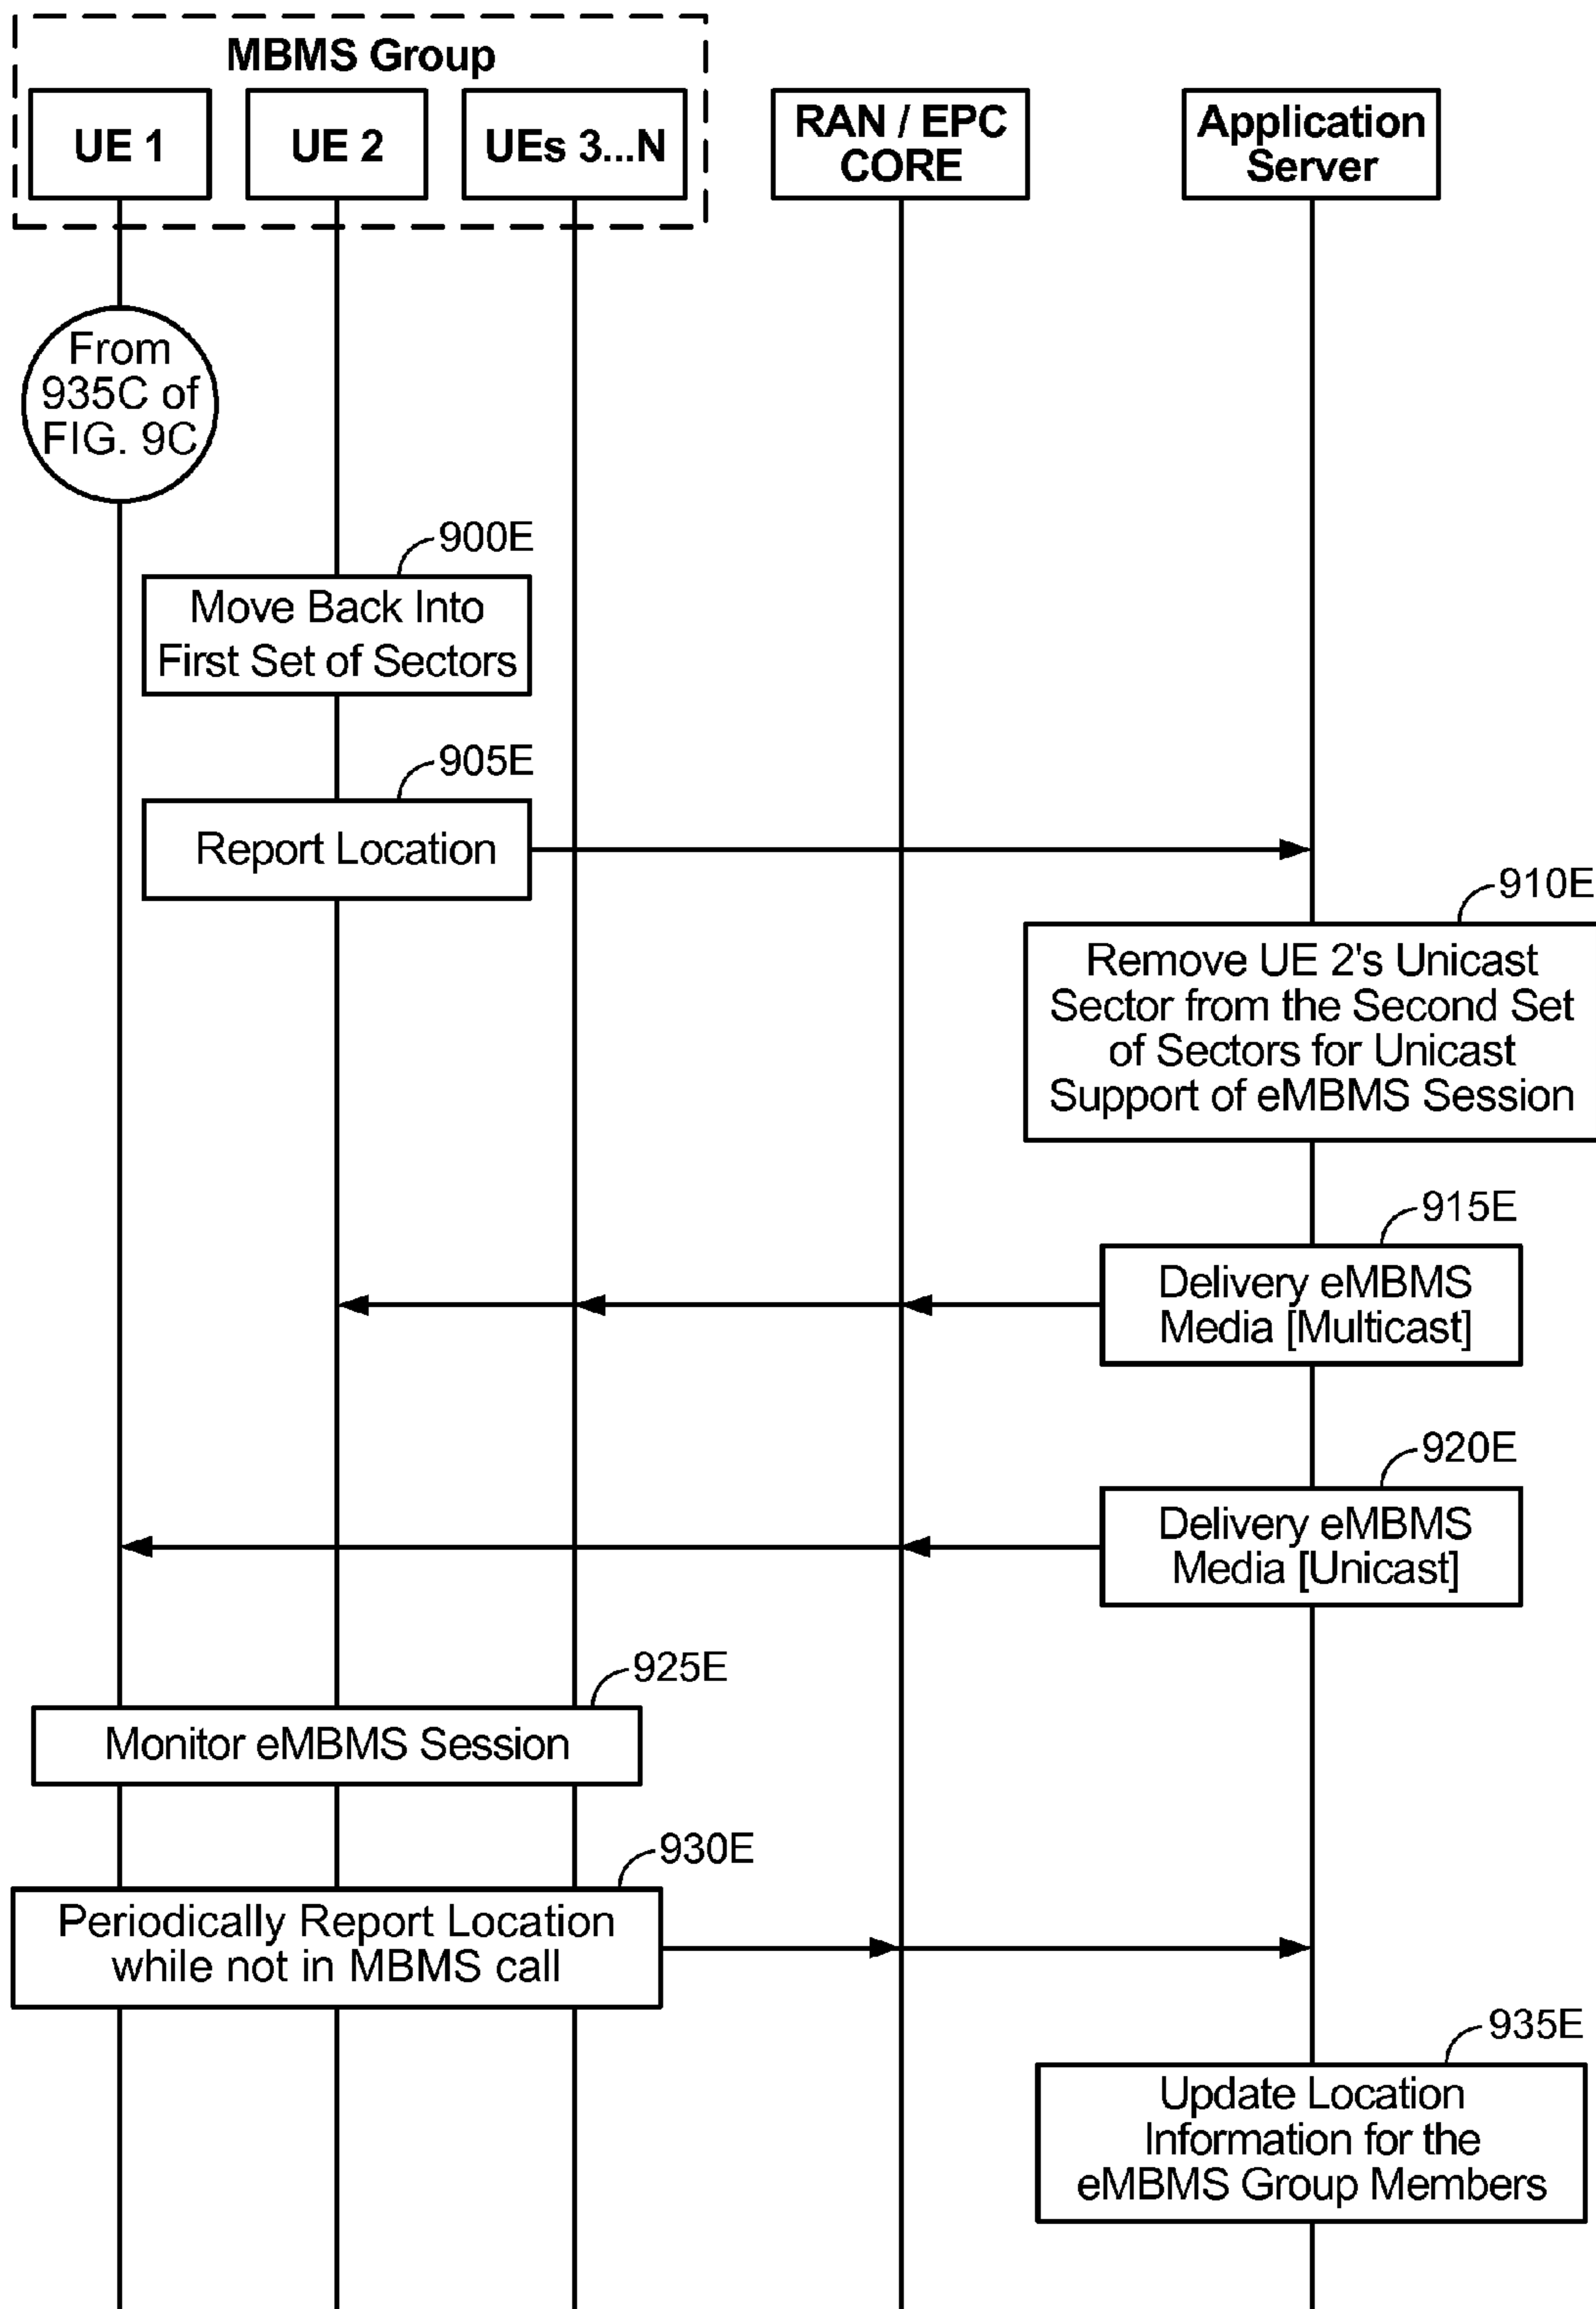 MBMS Group
UE 1
UE 2
UEs 3...N
RAN / EPC
CORE
Application
Server
From
935C of
FIG. 9C
900E
Move Back Into
First Set of Sectors
905E
Report Location
910E
Remove UE 2's Unicast
Sector from the Second Set
of Sectors for Unicast
Support of eMBMS Session
915E
Delivery eMBMS
Media [Multicast]
920E
Delivery eMBMS
Media [Unicast]
925E
Monitor eMBMS Session
930E
Periodically Report Location
while not in MBMS call
935E
Update Location
Information for the
eMBMS Group Members